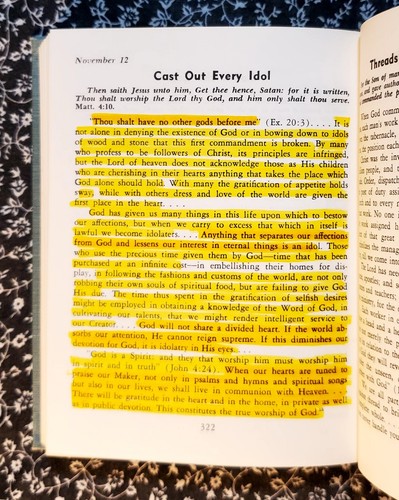 November 12
Cast Out Every Idol
Then saith Jesus unto him, Get thee hence, Satan: for it is written,
Thou shalt worship the Lord thy God, and him only shalt thou serve.
Matt. 4:10.
"Thou shalt have no other gods before me" (Ex. 20:3). . . . It is
not alone in denying the existence of God or in bowing down to idols
of wood and stone that this first commandment is broken. By many
who profess to be followers of Christ, its principles are infringed,
but the Lord of heaven does not acknowledge those as His children
who are cherishing in their hearts anything that takes the place which
God alone should hold. With many the gratification of appetite holds
sway, while with others dress and love of the world are given the
first place in the heart. . . .
God has given us many things in this life upon which to bestow
our affections, but when we carry to excess that which in itself is
lawful we become idolaters. . . . Anything that separates our affections
from God and lessens our interest in eternal things is an idol. Those
who use the precious time given them by God—time that has been
purchased at an infinite cost—in embellishing their homes for dis-
play, in following the fashions and customs of the world, are not only
robbing their own souls of spiritual food, but are failing to give God
His due. The time thus spent in the gratification of selfish desires
might be employed in obtaining a knowledge of the Word of God, in
cultivating our talents, that we might render intelligent service to
our Creator. . . . God will not share a divided heart. If the world ab-
sorbs our attention, He cannot reign supreme. If this diminishes our
devotion for God, it is idolatry in His eyes. . . .
"God is a Spirit: and they that worship him must worship him
in spirit and in truth" (John 4:24). When our hearts are tuned to
praise our Maker, not only in psalms and hymns and spiritual songs
but also in our lives, we shall live in communion with Heaven. . . .
There will be gratitude in the heart and in the home, in private as well
as in public devotion. This constitutes the true worship of God."
322
Threads